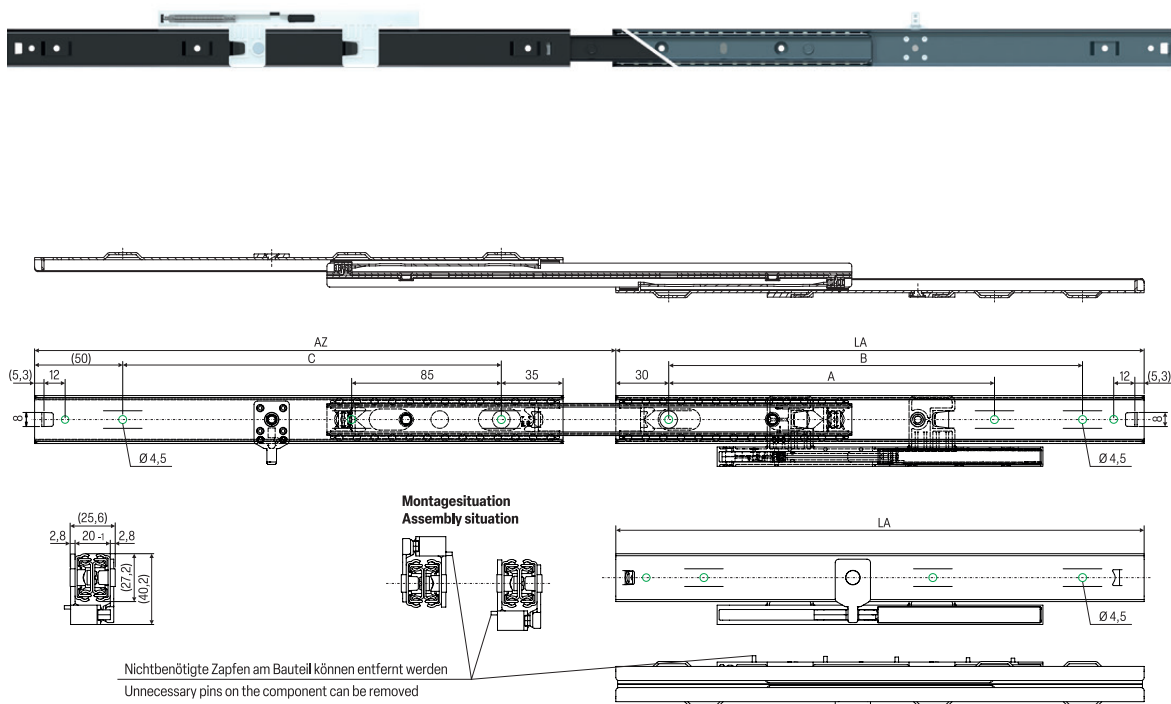 AZ
LA
(50)
C
B
(5,3)
12
85
35
30
A
12
(5,3)
8
8
Ø 4,5
Ø 4,5
Montagesituation
Assembly situation
(25,6)
2,8
20 -1
2,8
(27,2)
(40,2)
LA
Ø 4,5
Nichtbenötigte Zapfen am Bauteil können entfernt werden
Unnecessary pins on the component can be removed